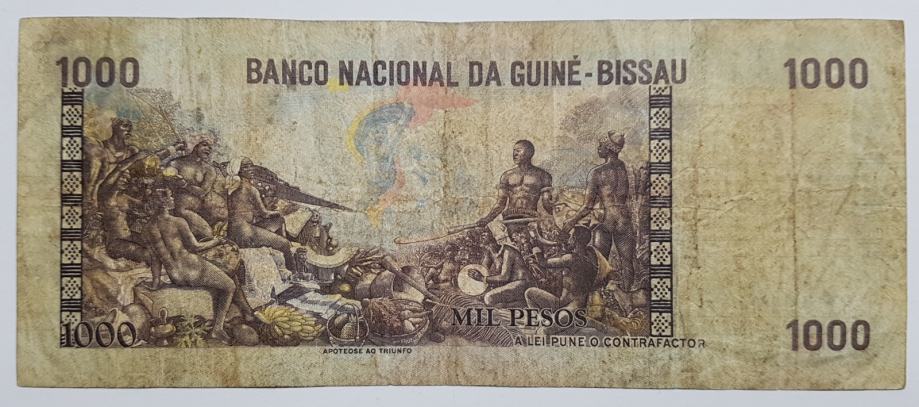 1000 BANCO NACIONAL DA GUINÉ-BISSAU 1000
1000 MIL PESOS 1000
APOTEOSE AO TRIUNFO A LEI PUNE O CONTRAFACTOR